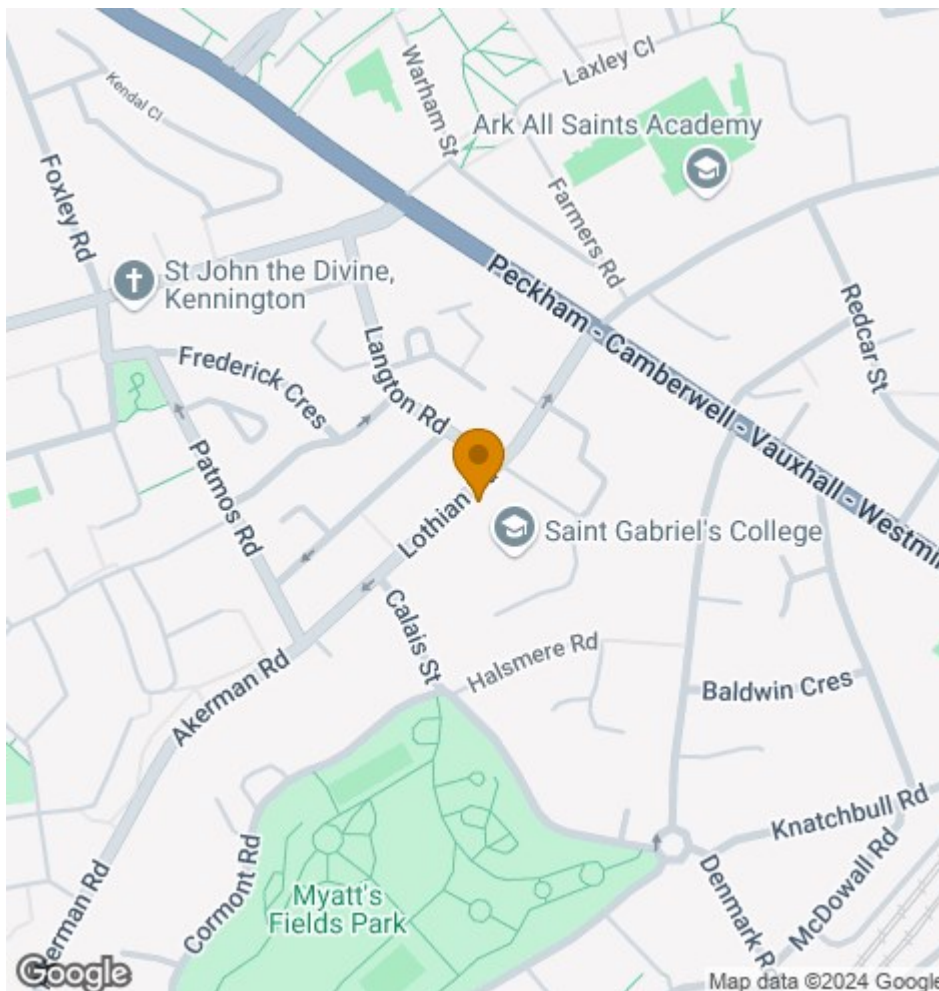 Kendal Cl
Warham St
Laxley Cl
Ark All Saints Academy
Foxley Rd
Farmers Rd
St John the Divine,
Kennington
Peckham - Camberwell - Vauxhall - Westmin
Redcar St
Langton Rd
Frederick Cres
Patmos Rd
Lothian
Saint Gabriel's College
Calais St
Halsmere Rd
Akerman Rd
Baldwin Cres
Knatchbull Rd
McDowall Rd
Denmark Rd
Cormont Rd
Myatt's
Fields Park
Akerman Rd
Google
Map data ©2024 Google